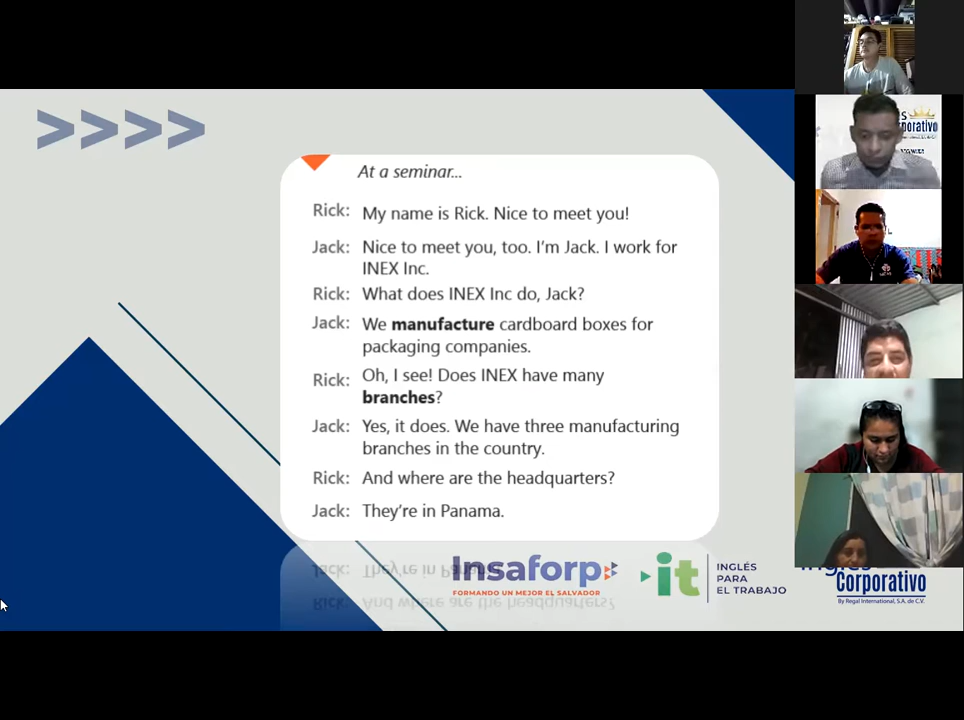 >>>>
At a seminar...
Rick: My name is Rick. Nice to meet you!
Jack: Nice to meet you, too. I'm Jack. I work for
INEX Inc.
Rick: What does INEX Inc do, Jack?
Jack: We manufacture cardboard boxes for
packaging companies.
Rick: Oh, I see! Does INEX have many
branches?
Jack: Yes, it does. We have three manufacturing
branches in the country.
Rick: And where are the headquarters?
Jack: They're in Panama.
Insaforp
FORMANDO UN MEJOR EL SALVADOR
it
INGLÉS
PARA
EL TRABAJO
Corporativo
By Regal International, S.A. de C.V.